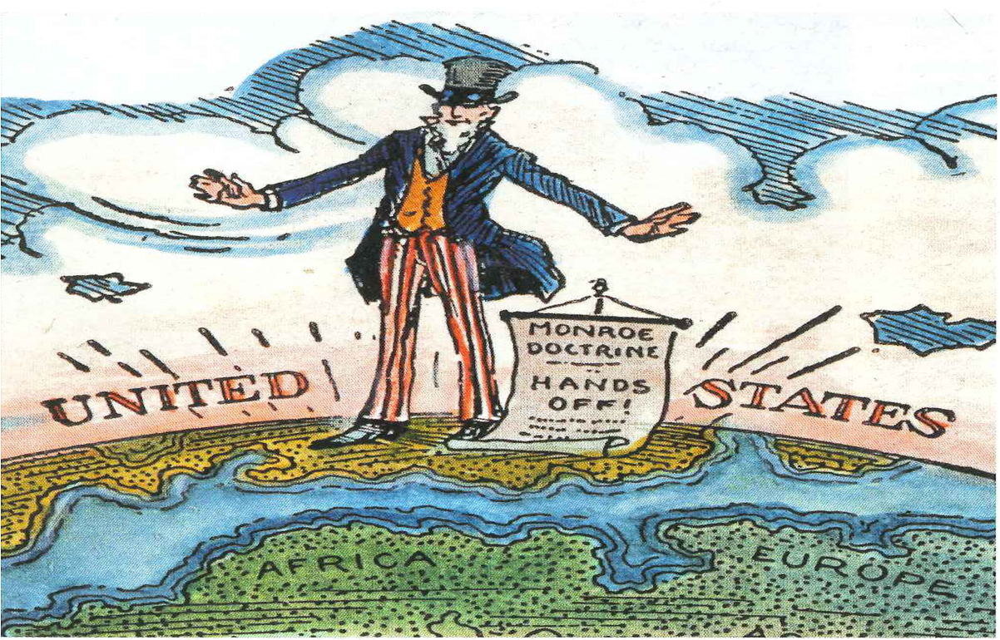 MONROE
DOCTRINE
HANDS
OFF!
UNITED STATES
AFRICA
EUROPE